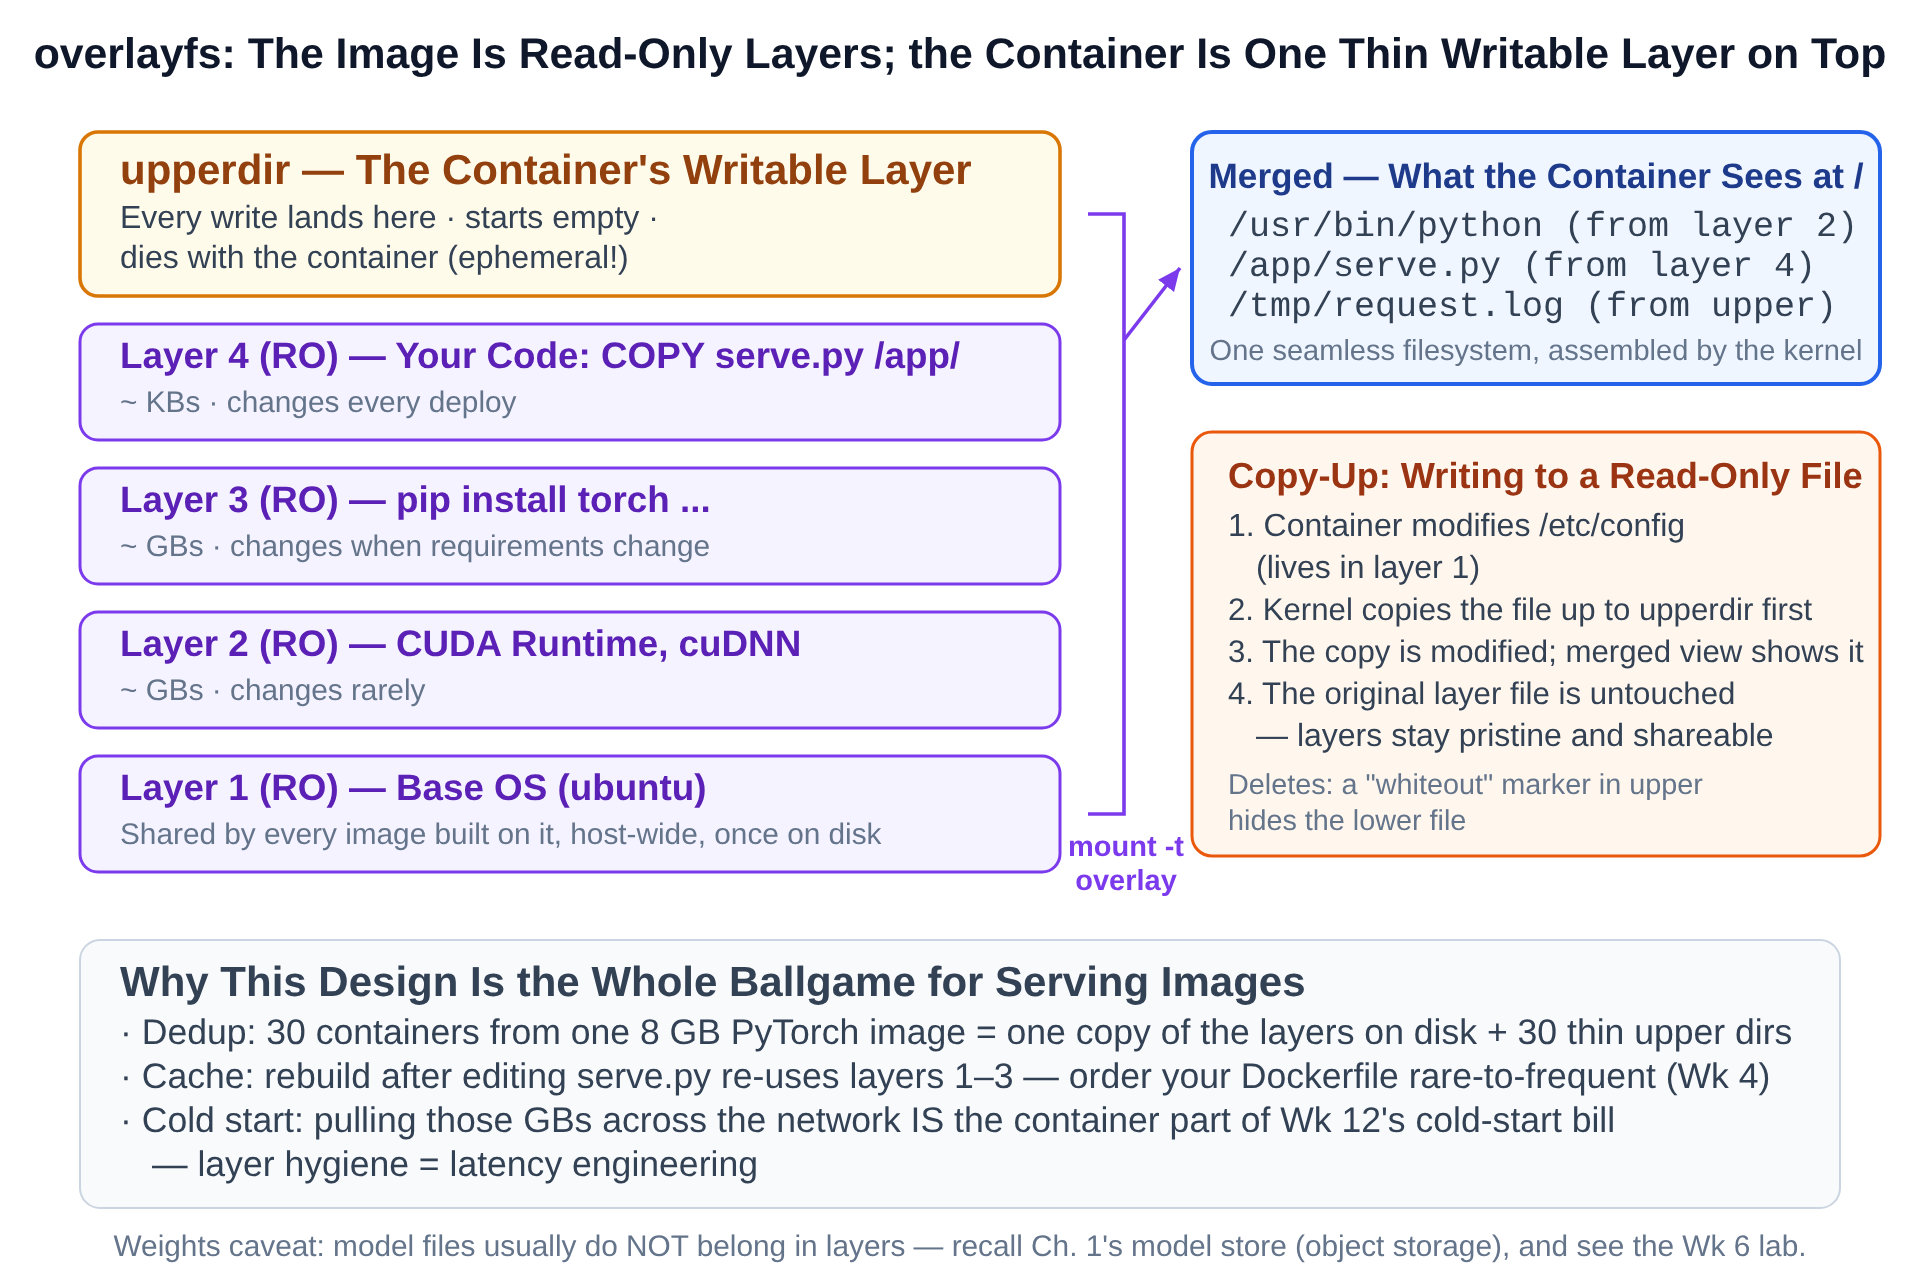 overlayfs: The Image Is Read-Only Layers; the Container Is One Thin Writable Layer on Top
upperdir — The Container's Writable Layer
Every write lands here · starts empty ·
dies with the container (ephemeral!)
Layer 4 (RO) — Your Code: COPY serve.py /app/
~ KBs · changes every deploy
Layer 3 (RO) — pip install torch ...
~ GBs · changes when requirements change
Layer 2 (RO) — CUDA Runtime, cuDNN
~ GBs · changes rarely
Layer 1 (RO) — Base OS (ubuntu)
Shared by every image built on it, host-wide, once on disk
mount -t
overlay
Merged — What the Container Sees at /
/usr/bin/python (from layer 2)
/app/serve.py (from layer 4)
/tmp/request.log (from upper)
One seamless filesystem, assembled by the kernel
Copy-Up: Writing to a Read-Only File
1. Container modifies /etc/config
(lives in layer 1)
2. Kernel copies the file up to upperdir first
3. The copy is modified; merged view shows it
4. The original layer file is untouched
— layers stay pristine and shareable
Deletes: a "whiteout" marker in upper
hides the lower file
Why This Design Is the Whole Ballgame for Serving Images
· Dedup: 30 containers from one 8 GB PyTorch image = one copy of the layers on disk + 30 thin upper dirs
· Cache: rebuild after editing serve.py re-uses layers 1–3 — order your Dockerfile rare-to-frequent (Wk 4)
· Cold start: pulling those GBs across the network IS the container part of Wk 12's cold-start bill
— layer hygiene = latency engineering
Weights caveat: model files usually do NOT belong in layers — recall Ch. 1's model store (object storage), and see the Wk 6 lab.